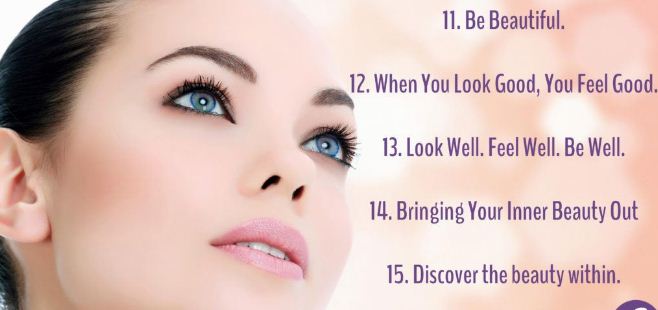 11. Be Beautiful.
12. When You Look Good, You Feel Good.
13. Look Well. Feel Well. Be Well.
14. Bringing Your Inner Beauty Out
15. Discover the beauty within.